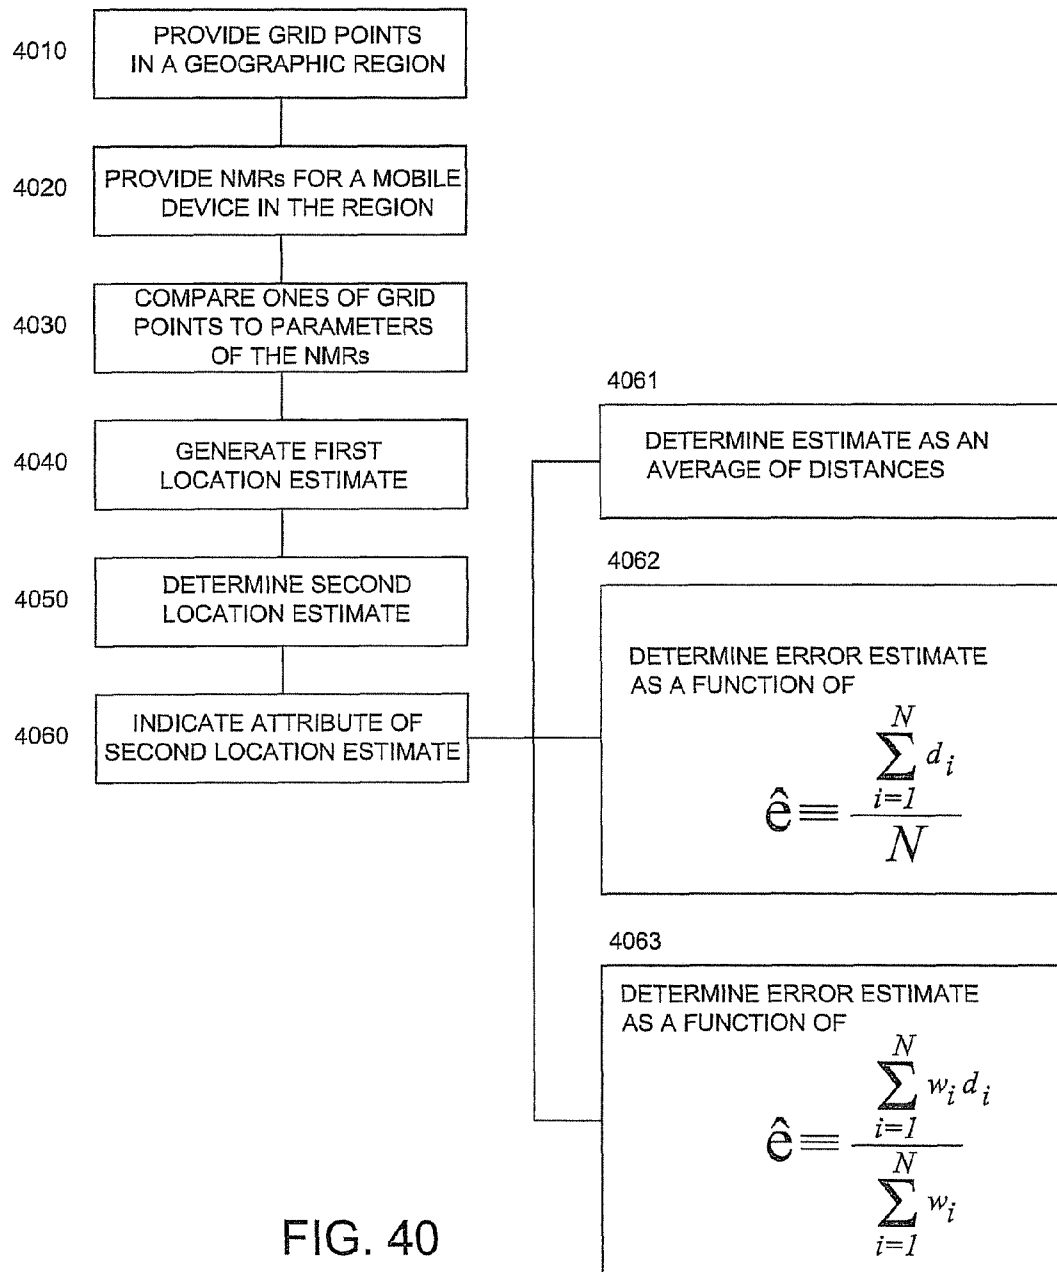 4010
PROVIDE GRID POINTS
IN A GEOGRAPHIC REGION
4020
PROVIDE NMRs FOR A MOBILE
DEVICE IN THE REGION
4030
COMPARE ONES OF GRID
POINTS TO PARAMETERS
OF THE NMRs
4040
GENERATE FIRST
LOCATION ESTIMATE
4050
DETERMINE SECOND
LOCATION ESTIMATE
4060
INDICATE ATTRIBUTE OF
SECOND LOCATION ESTIMATE
4061
DETERMINE ESTIMATE AS AN
AVERAGE OF DISTANCES
4062
DETERMINE ERROR ESTIMATE
AS A FUNCTION OF
N
∑ d_i
i=1
ê ≡
N
4063
DETERMINE ERROR ESTIMATE
AS A FUNCTION OF
N
∑ w_i d_i
i=1
ê ≡
N
∑ w_i
i=1
FIG. 40